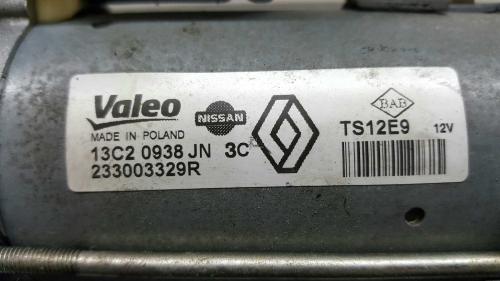 Valeo
NISSAN
BAB
MADE IN POLAND
TS12E9 12V
13C2 0938 JN 3C
233003329R